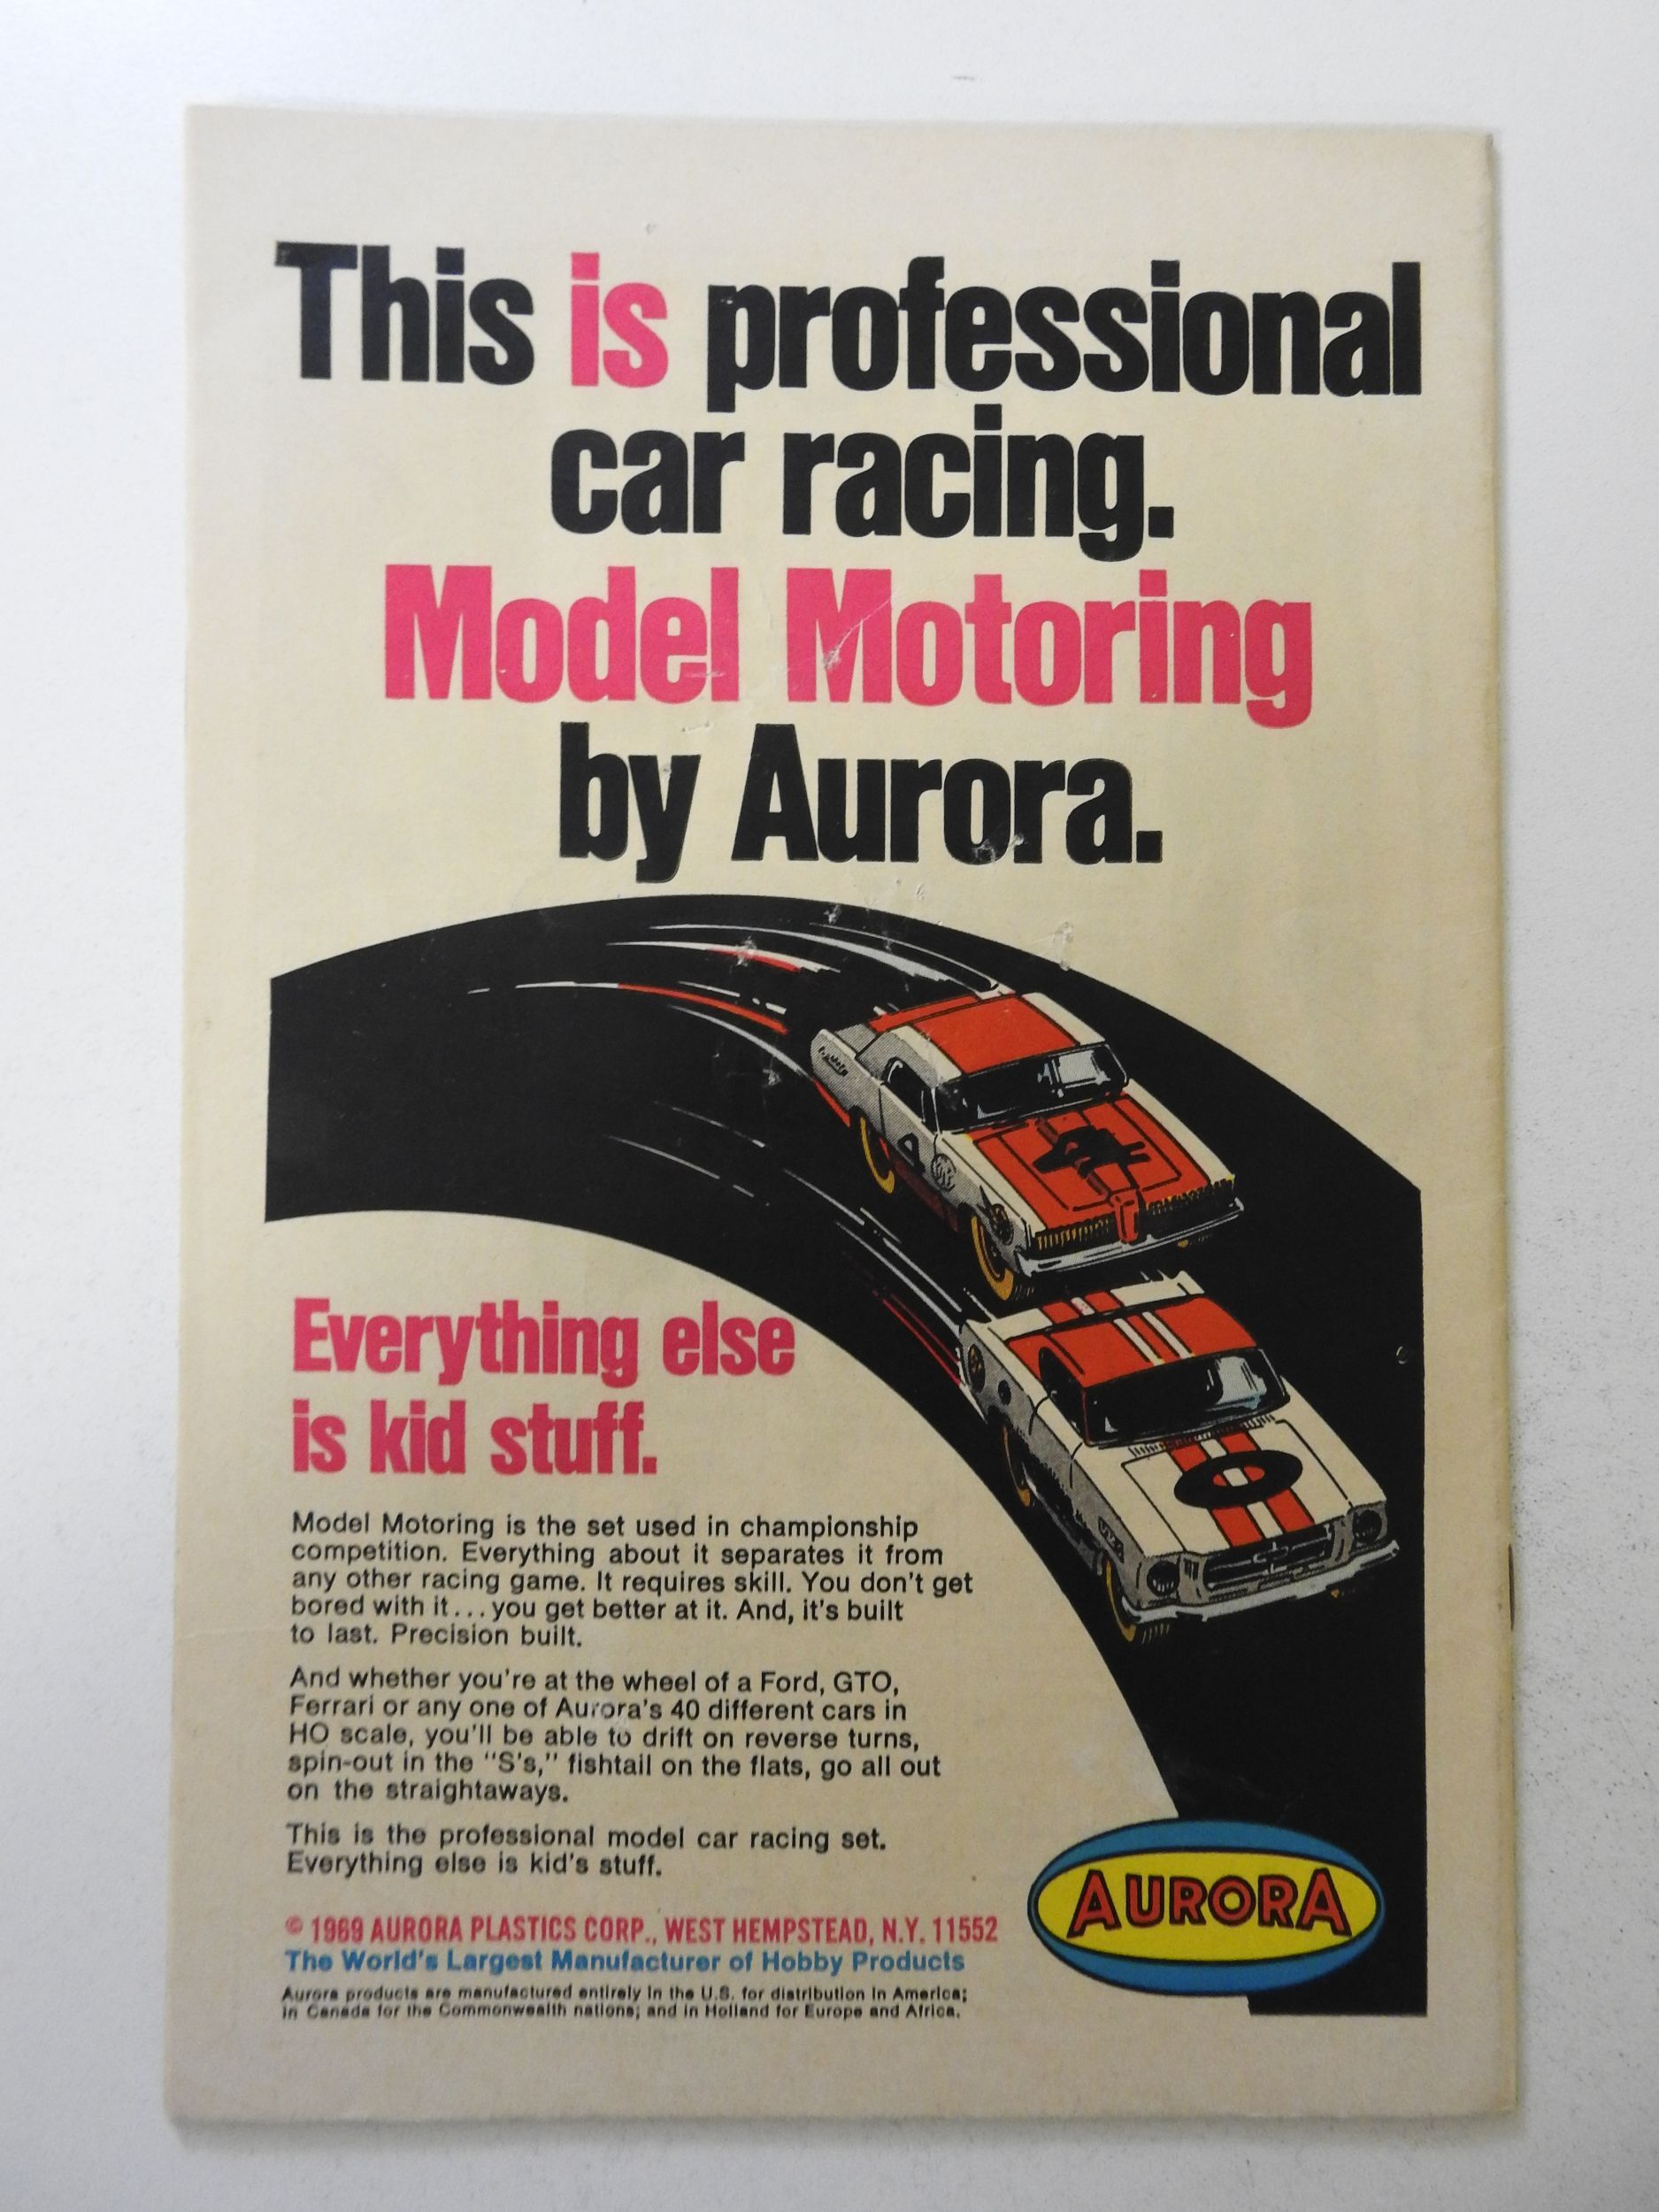 This is professional
car racing.
Model Motoring
by Aurora.
4
4
0
Everything else
is kid stuff.
Model Motoring is the set used in championship
competition. Everything about it separates it from
any other racing game. It requires skill. You don't get
bored with it...you get better at it. And, it's built
to last. Precision built.
And whether you're at the wheel of a Ford, GTO,
Ferrari or any one of Aurora's 40 different cars in
HO scale, you'll be able to drift on reverse turns,
spin-out in the "S's," fishtail on the flats, go all out
on the straightaways.
This is the professional model car racing set.
Everything else is kid's stuff.
© 1969 AURORA PLASTICS CORP., WEST HEMPSTEAD, N.Y. 11552
The World's Largest Manufacturer of Hobby Products
Aurora products are manufactured entirely in the U.S. for distribution in America;
in Canada for the Commonwealth nations; and in Holland for Europe and Africa.
AURORA